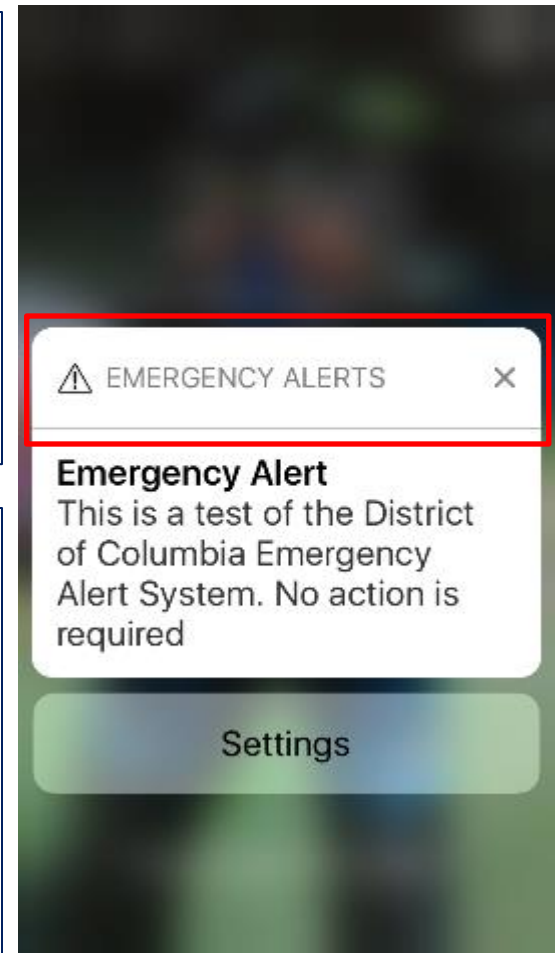 EMERGENCY ALERTS
Emergency Alert
This is a test of the District
of Columbia Emergency
Alert System. No action is
required
Settings